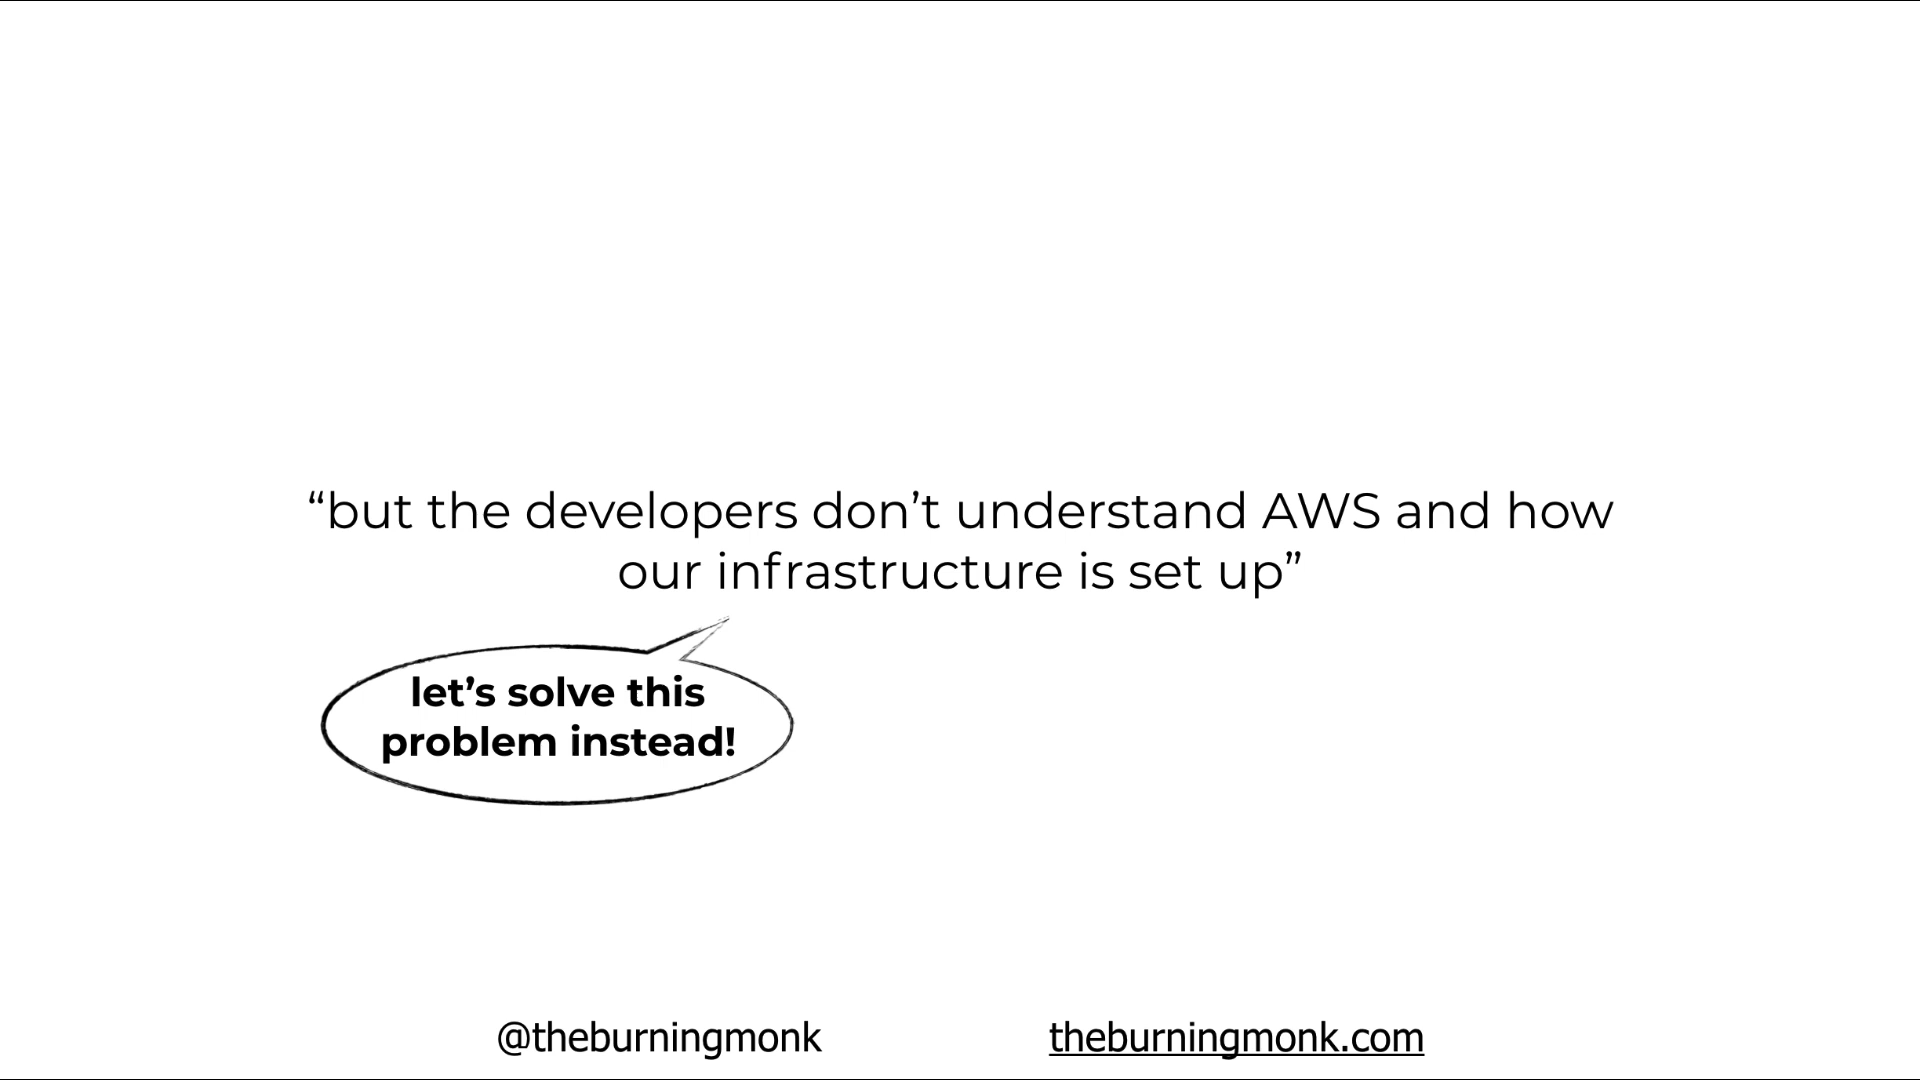 “but the developers don’t understand AWS and how
our infrastructure is set up”
let’s solve this
problem instead!
@theburningmonk
theburningmonk.com